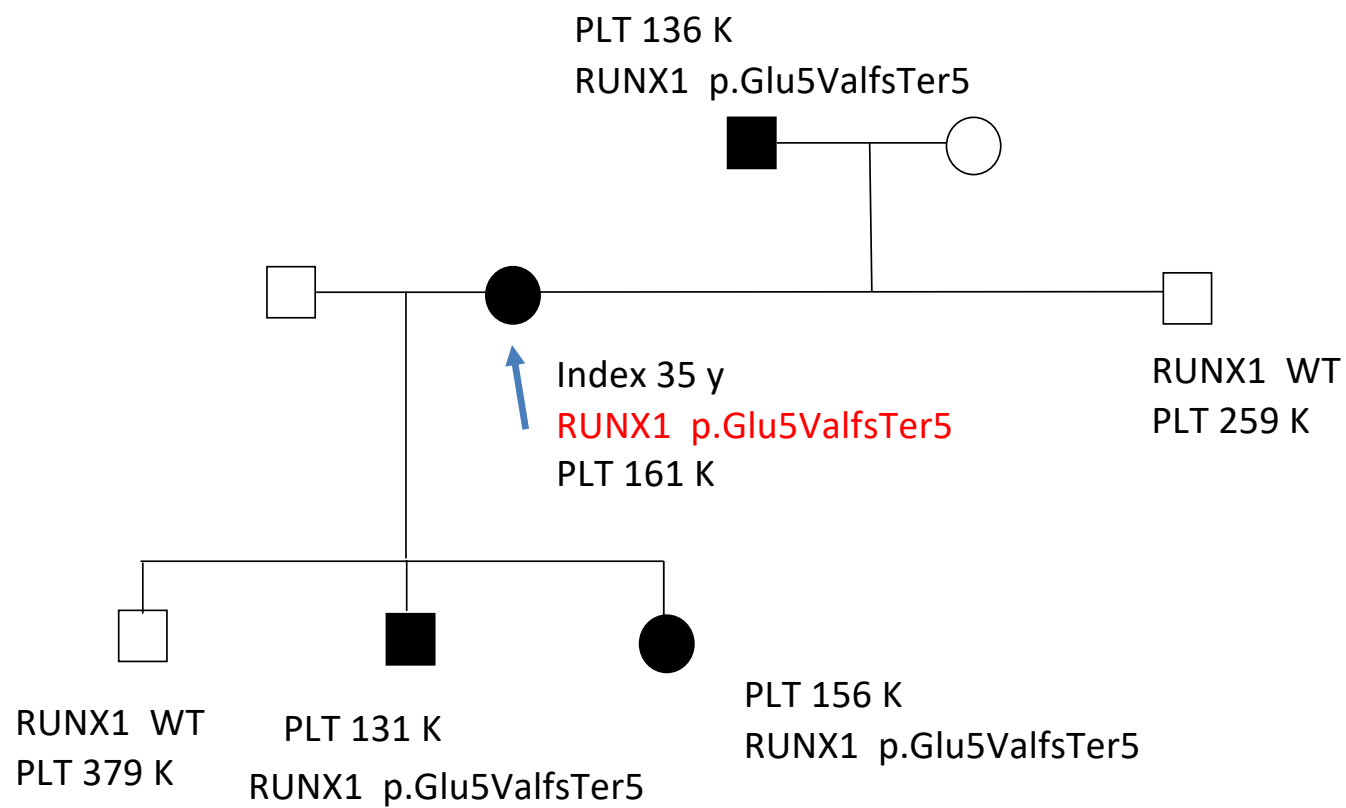 PLT 136 K
RUNX1 p.Glu5ValfsTer5
Index 35 y
RUNX1 p.Glu5ValfsTer5
PLT 161 K
RUNX1 WT
PLT 259 K
RUNX1 WT
PLT 379 K
PLT 131 K
RUNX1 p.Glu5ValfsTer5
PLT 156 K
RUNX1 p.Glu5ValfsTer5